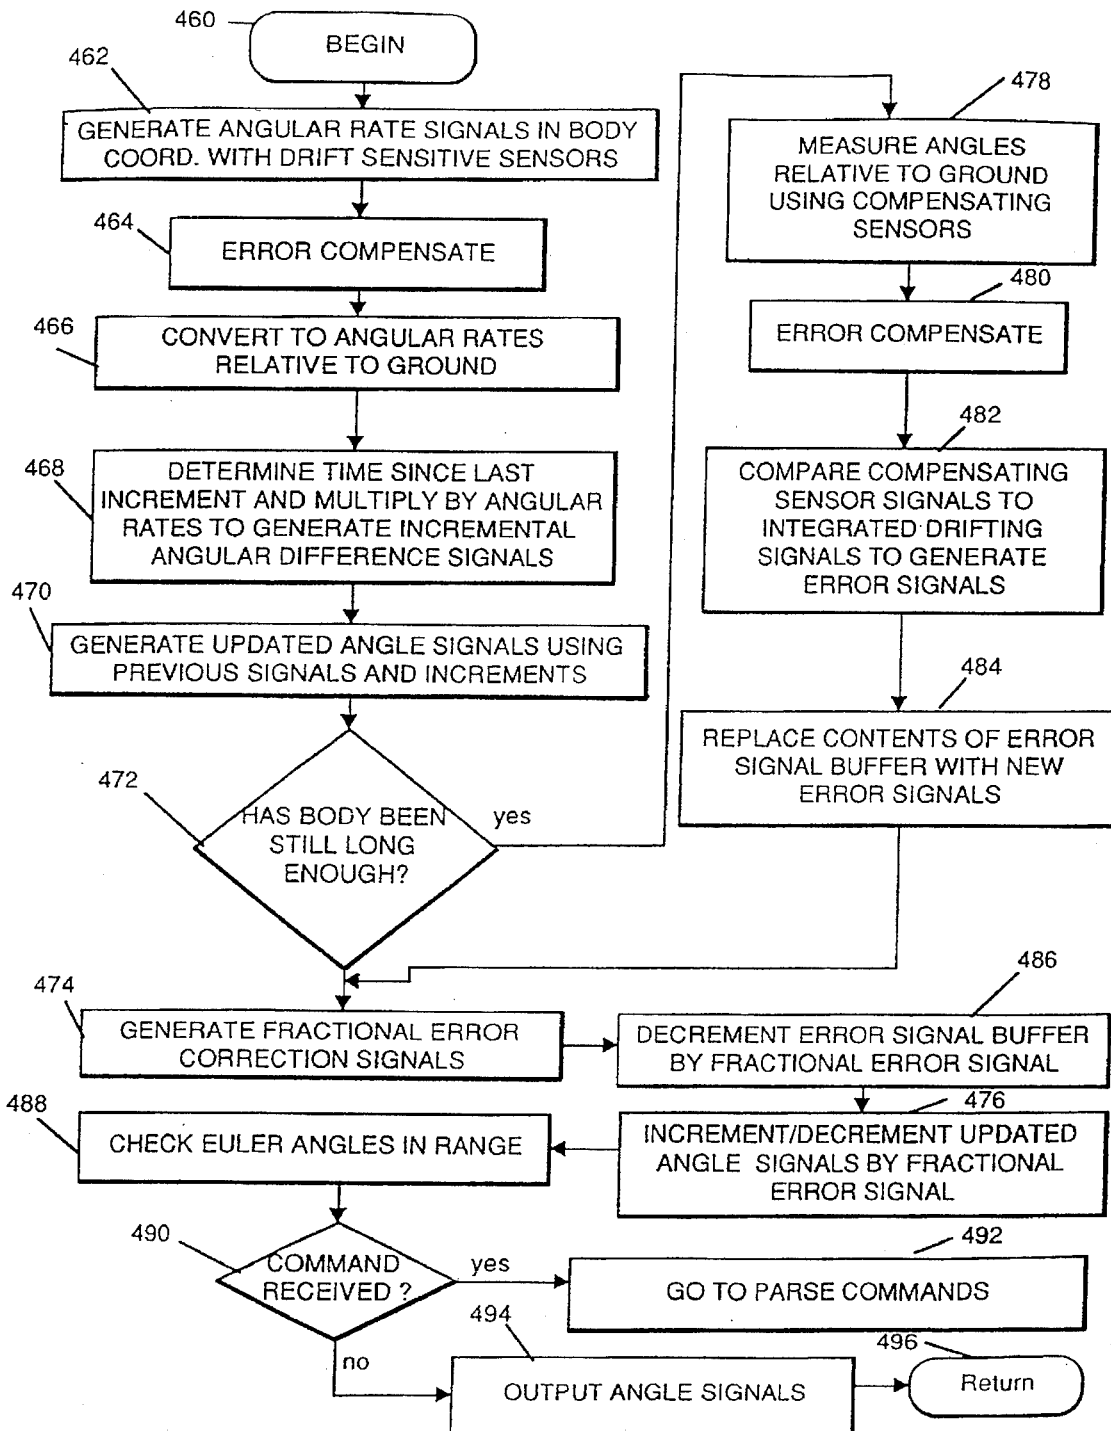 460
BEGIN
462
GENERATE ANGULAR RATE SIGNALS IN BODY
COORD. WITH DRIFT SENSITIVE SENSORS
464
ERROR COMPENSATE
466
CONVERT TO ANGULAR RATES
RELATIVE TO GROUND
468
DETERMINE TIME SINCE LAST
INCREMENT AND MULTIPLY BY ANGULAR
RATES TO GENERATE INCREMENTAL
ANGULAR DIFFERENCE SIGNALS
470
GENERATE UPDATED ANGLE SIGNALS USING
PREVIOUS SIGNALS AND INCREMENTS
472
HAS BODY BEEN
STILL LONG
ENOUGH?
yes
478
MEASURE ANGLES
RELATIVE TO GROUND
USING COMPENSATING
SENSORS
480
ERROR COMPENSATE
482
COMPARE COMPENSATING
SENSOR SIGNALS TO
INTEGRATED DRIFTING
SIGNALS TO GENERATE
ERROR SIGNALS
484
REPLACE CONTENTS OF ERROR
SIGNAL BUFFER WITH NEW
ERROR SIGNALS
474
GENERATE FRACTIONAL ERROR
CORRECTION SIGNALS
486
DECREMENT ERROR SIGNAL BUFFER
BY FRACTIONAL ERROR SIGNAL
476
INCREMENT/DECREMENT UPDATED
ANGLE SIGNALS BY FRACTIONAL
ERROR SIGNAL
488
CHECK EULER ANGLES IN RANGE
490
COMMAND
RECEIVED ?
yes
492
GO TO PARSE COMMANDS
no
494
OUTPUT ANGLE SIGNALS
496
Return